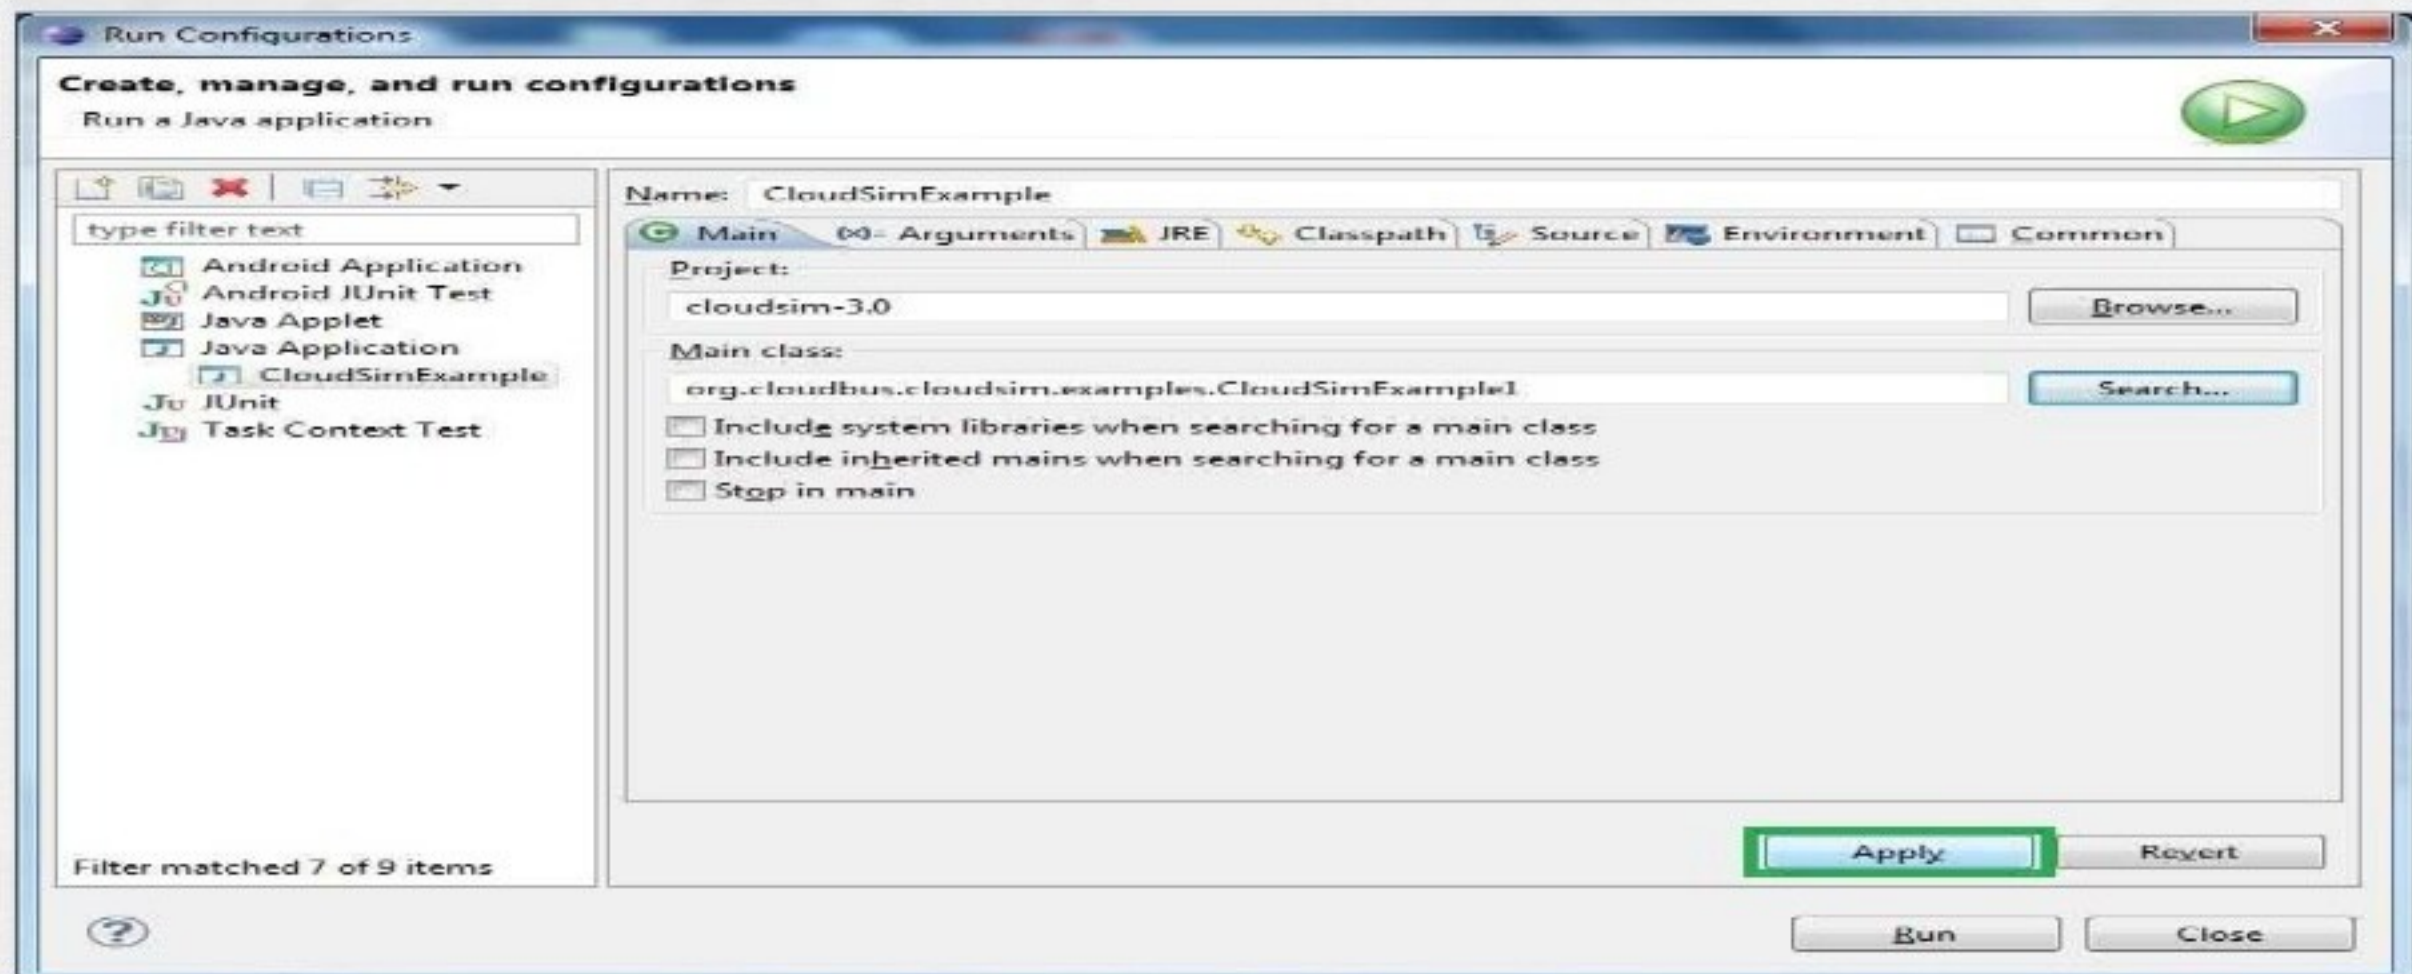 Run Configurations
Create, manage, and run configurations
Run a Java application
type filter text
Android Application
Android JUnit Test
Java Applet
Java Application
CloudSimExample
JUnit
Task Context Test
Filter matched 7 of 9 items
Name: CloudSimExample
Main Arguments JRE Classpath Source Environment Common
Project:
cloudsim-3.0 Browse...
Main class:
org.cloudbus.cloudsim.examples.CloudSimExample1 Search...
Include system libraries when searching for a main class
Include inherited mains when searching for a main class
Stop in main
Apply Revert
Run Close